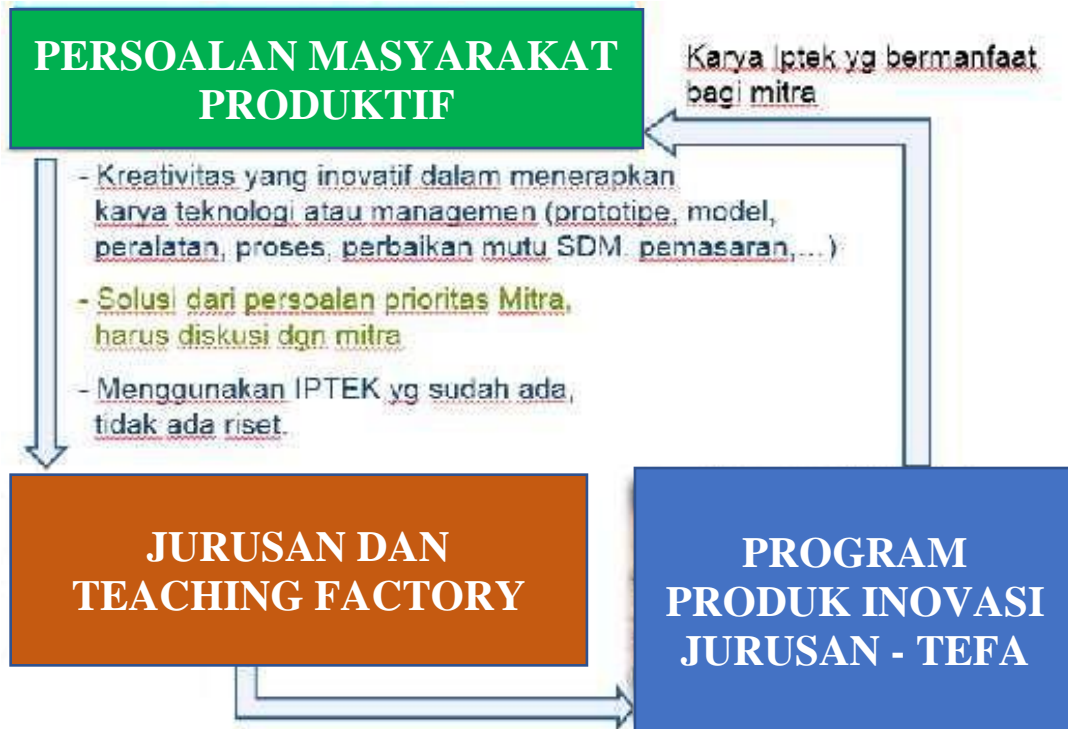 PERSOALAN MASYARAKAT
PRODUKTIF
Karya Iptek yg bermanfaat
bagi mitra
- Kreativitas yang inovatif dalam menerapkan
karya teknologi atau managemen (prototipe, model,
peralatan, proses, perbaikan mutu SDM. pemasaran,...)
- Solusi dari persoalan prioritas Mitra,
harus diskusi dgn mitra
- Menggunakan IPTEK yg sudah ada,
tidak ada riset.
JURUSAN DAN
TEACHING FACTORY
PROGRAM
PRODUK INOVASI
JURUSAN - TEFA